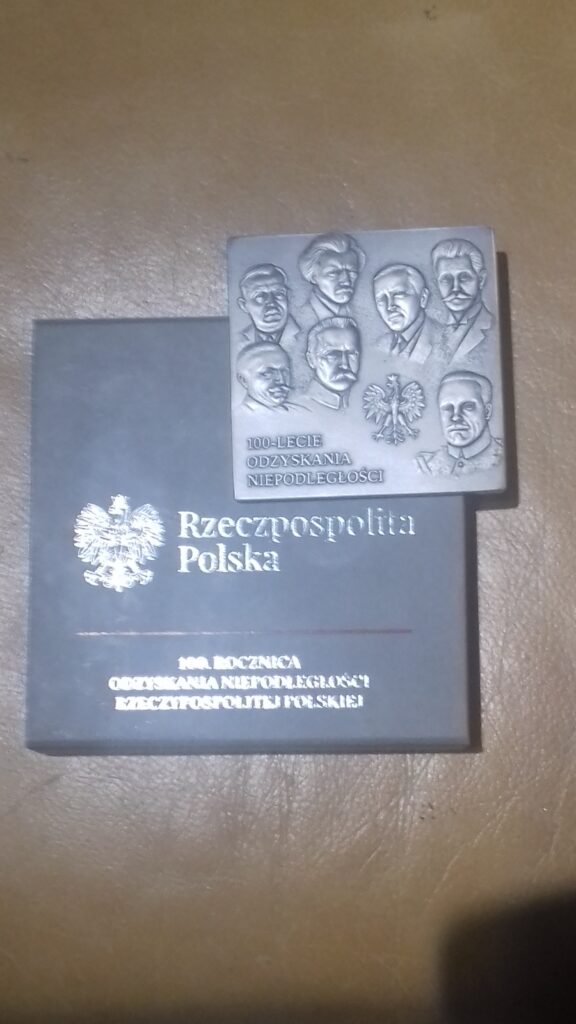 100-LECIE
ODZYSKANIA
NIEPODLEGŁOŚCI
Rzeczpospolita
Polska
100. ROCZNICA
ODZYSKANIA NIEPODLEGŁOŚCI
RZECZYPOSPOLITEJ POLSKIEJ